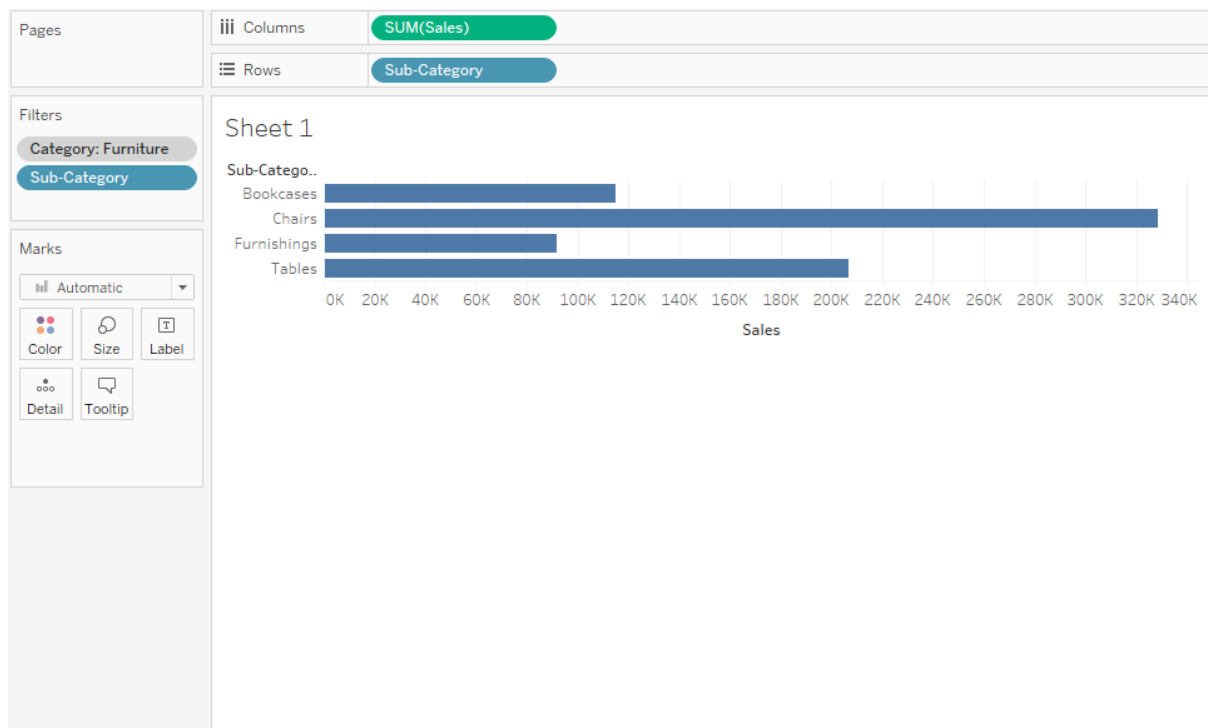 Pages
Columns
SUM(Sales)
Rows
Sub-Category
Filters
Category: Furniture
Sub-Category
Marks
Automatic
Color
Size
T
Label
Detail
Tooltip
Sheet 1
Sub-Catego..
Bookcases
Chairs
Furnishings
Tables
0K 20K 40K 60K 80K 100K 120K 140K 160K 180K 200K 220K 240K 260K 280K 300K 320K 340K
Sales